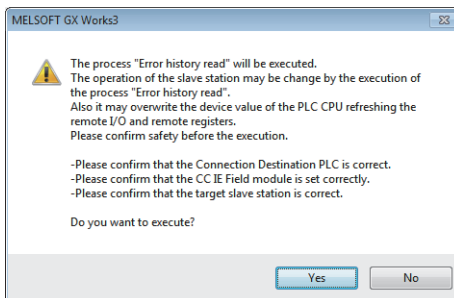 MELSOFT GX Works3
The process "Error history read" will be executed.
The operation of the slave station may be change by the execution of
the process "Error history read".
Also it may overwrite the device value of the PLC CPU refreshing the
remote I/O and remote registers.
Please confirm safety before the execution.
-Please confirm that the Connection Destination PLC is correct.
-Please confirm that the CC IE Field module is set correctly.
-Please confirm that the target slave station is correct.
Do you want to execute?
Yes
No